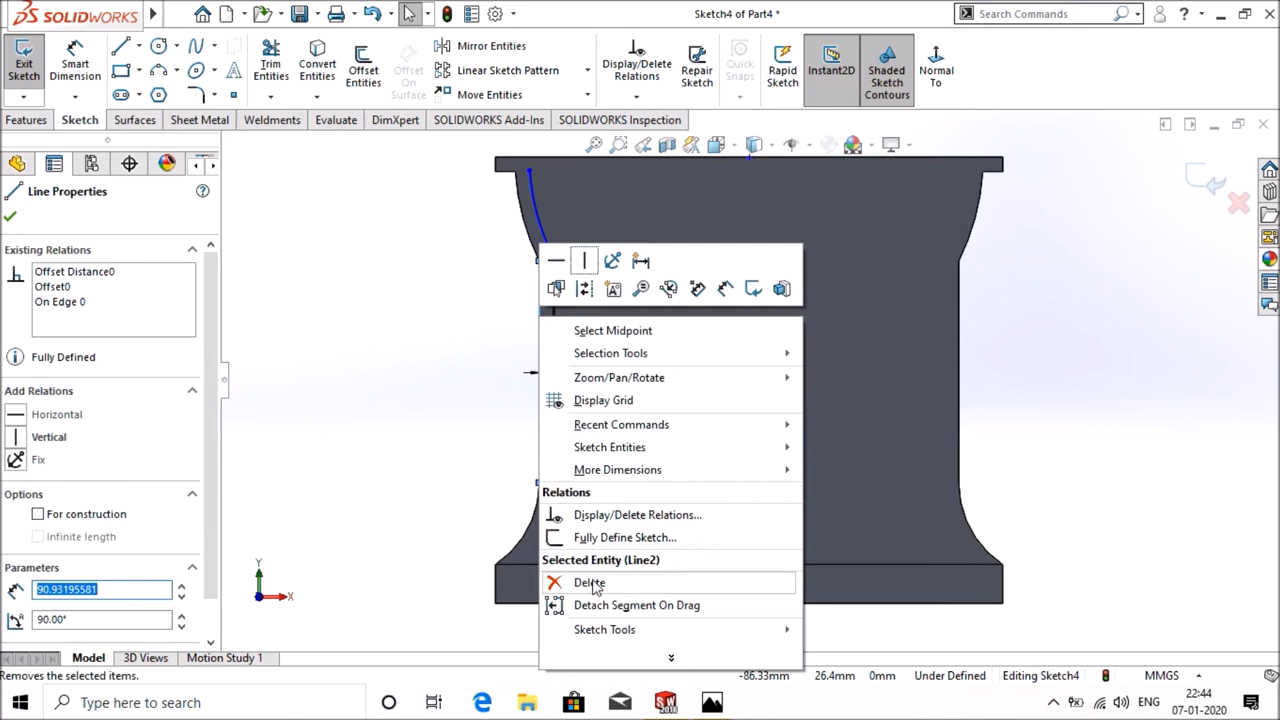 SOLIDWORKS
Sketch4 of Part4 *
Search Commands
?
Exit Sketch
Smart Dimension
Trim Entities
Convert Entities
Offset Entities
Offset On Surface
Mirror Entities
Linear Sketch Pattern
Move Entities
Display/Delete Relations
Repair Sketch
Quick Snaps
Rapid Sketch
Instant2D
Shaded Sketch Contours
Normal To
Features
Sketch
Surfaces
Sheet Metal
Weldments
Evaluate
DimXpert
SOLIDWORKS Add-Ins
SOLIDWORKS Inspection
Line Properties
?
Existing Relations
Offset Distance0
Offset0
On Edge 0
Fully Defined
Add Relations
Horizontal
Vertical
Fix
Options
For construction
Infinite length
Parameters
90.93195581
90.00°
Select Midpoint
Selection Tools
Zoom/Pan/Rotate
Display Grid
Recent Commands
Sketch Entities
More Dimensions
Relations
Display/Delete Relations...
Fully Define Sketch...
Selected Entity (Line2)
Delete
Detach Segment On Drag
Sketch Tools
Y
X
Model
3D Views
Motion Study 1
Removes the selected items.
-86.33mm
26.4mm
0mm
Under Defined
Editing Sketch4
MMGS
Type here to search
SW
2018
ENG
22:44
07-01-2020